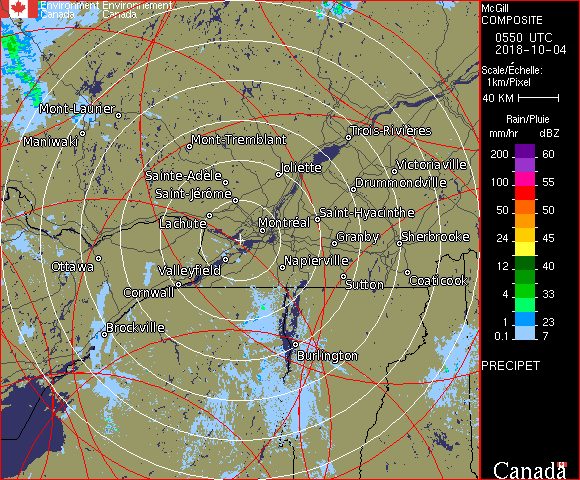 Environment Environnement
Canada Canada
Mont-Laurier
Maniwaki
Mont-Tremblant
Trois-Rivières
Joliette
Victoriaville
Sainte-Adèle
Drummondville
Saint-Jérôme
Lachute
Saint-Hyacinthe
Montréal
Granby
Sherbrooke
Ottawa
Valleyfield
Napierville
Cornwall
Sutton
Coaticook
Brockville
Burlington
McGill
COMPOSITE
0550 UTC
2018-10-04
Scale/Échelle:
1km/Pixel
40 KM
Rain/Pluie
mm/hr dBZ
200 60
100 55
50 50
24 45
12 40
4 33
1 23
0.1 7
PRECIPET
Canada